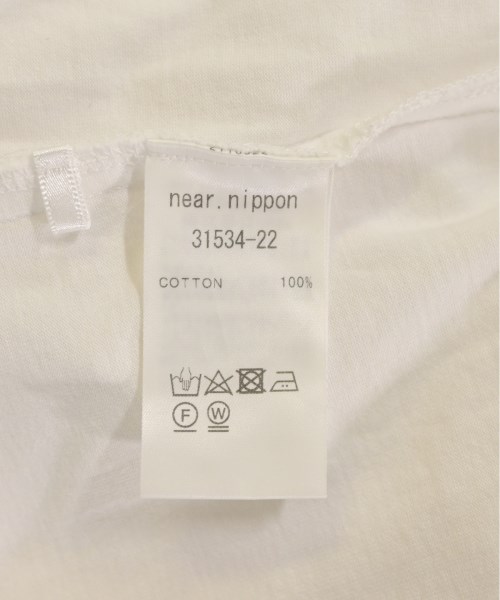 near.nippon
31534-22
COTTON 100%
F W